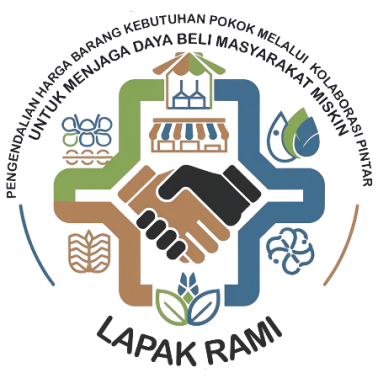 PENGENDALIAN HARGA BARANG KEBUTUHAN POKOK MELALUI KOLABORASI PINTAR
UNTUK MENJAGA DAYA BELI MASYARAKAT MISKIN
LAPAK RAMI